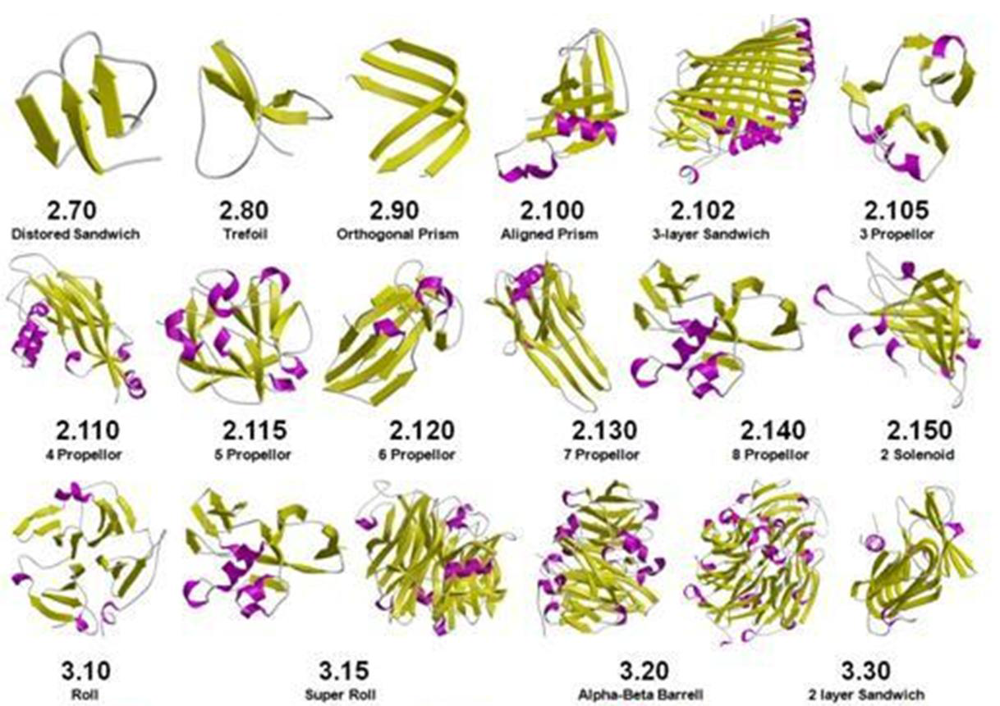 2.70 2.80 2.90 2.100 2.102 2.105
Distored Sandwich Trefoil Orthogonal Prism Aligned Prism 3-layer Sandwich 3 Propellor
2.110 2.115 2.120 2.130 2.140 2.150
4 Propellor 5 Propellor 6 Propellor 7 Propellor 8 Propellor 2 Solenoid
3.10 3.15 3.20 3.30
Roll Super Roll Alpha-Beta Barrell 2 layer Sandwich